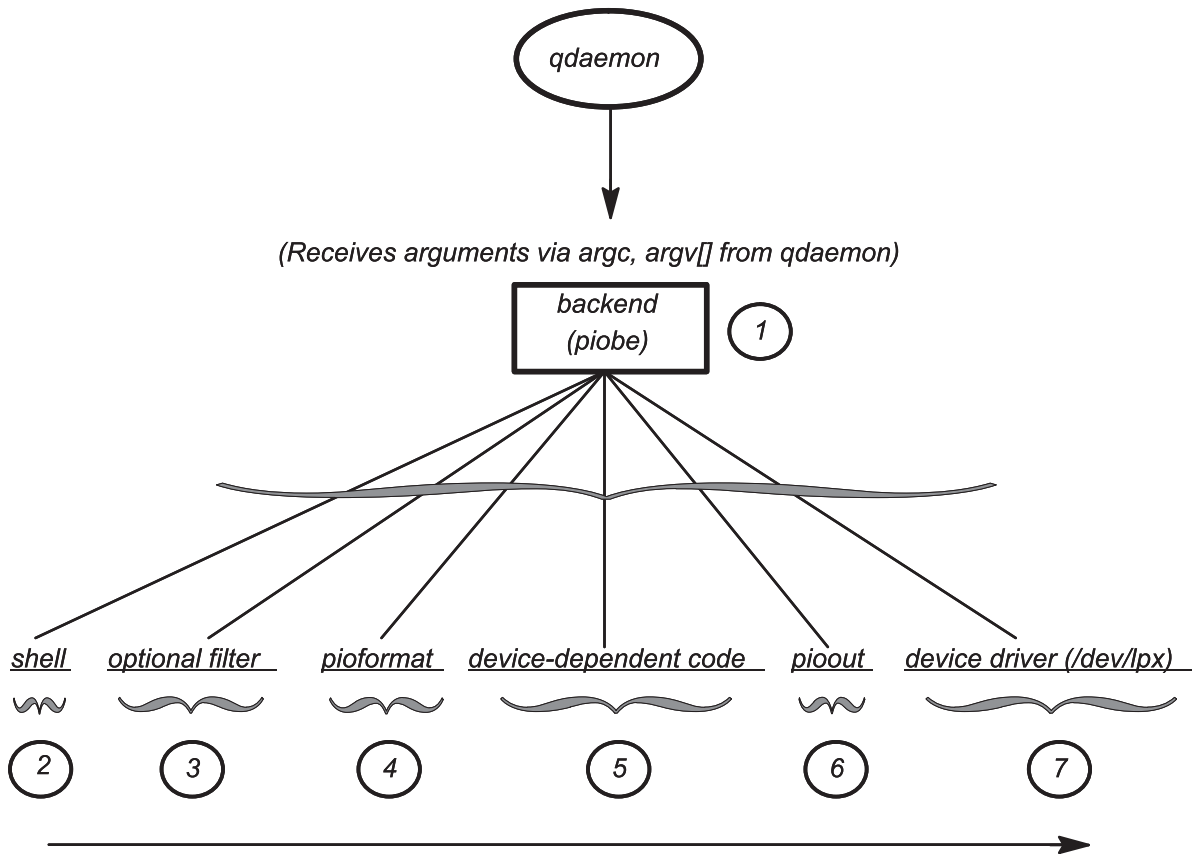 qdaemon
(Receives arguments via argc, argv[] from qdaemon)
backend
(piobe)
1
shell optional filter pioformat device-dependent code pioout device driver (/dev/lpx)
2 3 4 5 6 7